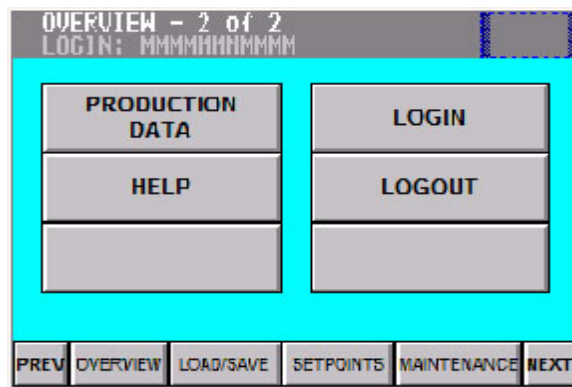 OVERVIEW - 2 of 2
LOGIN: MMMMMMMMMM
PRODUCTION
DATA
LOGIN
HELP
LOGOUT
PREV OVERVIEW LOAD/SAVE SETPOINTS MAINTENANCE NEXT